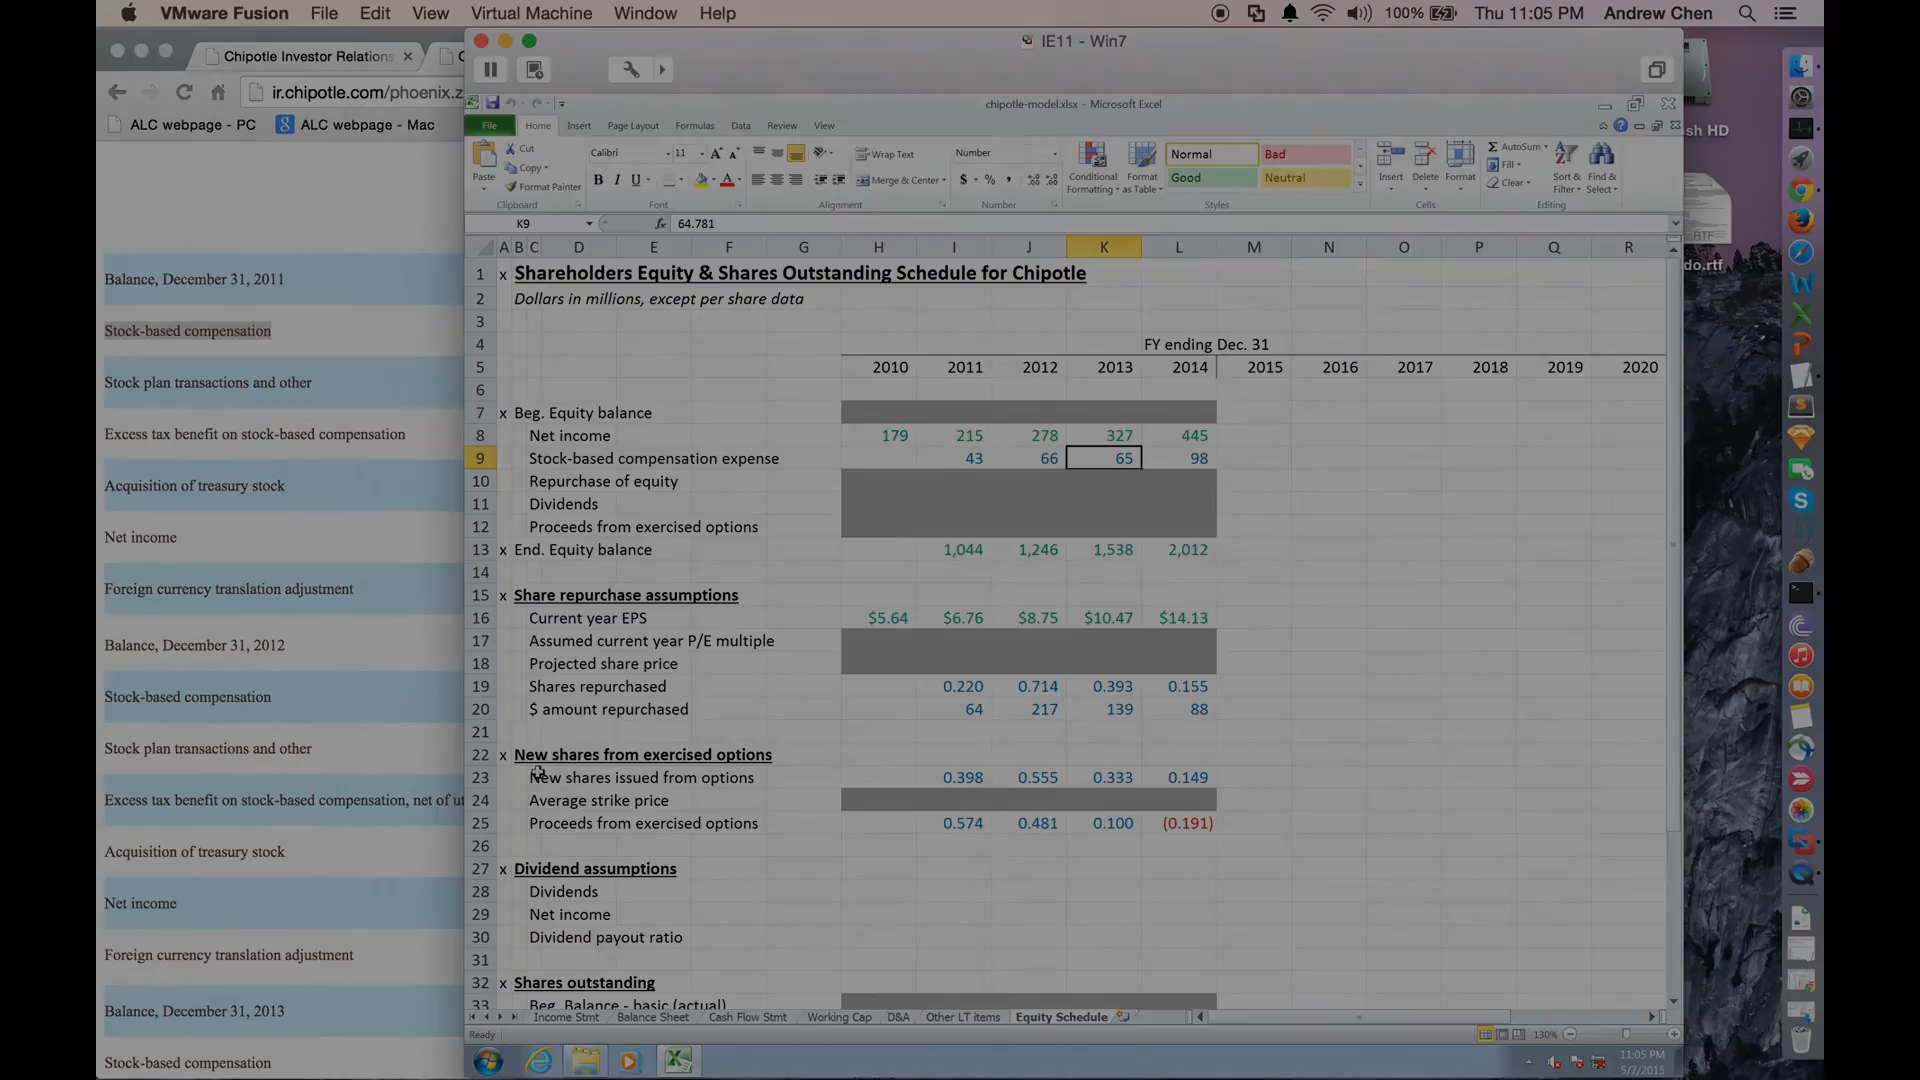 VMware Fusion File Edit View Virtual Machine Window Help 100% Thu 11:05 PM Andrew Chen
Chipotle Investor Relations
ir.chipotle.com/phoenix.z
ALC webpage - PC ALC webpage - Mac
Balance, December 31, 2011
Stock-based compensation
Stock plan transactions and other
Excess tax benefit on stock-based compensation
Acquisition of treasury stock
Net income
Foreign currency translation adjustment
Balance, December 31, 2012
Stock-based compensation
Stock plan transactions and other
Excess tax benefit on stock-based compensation, net of ut
Acquisition of treasury stock
Net income
Foreign currency translation adjustment
Balance, December 31, 2013
Stock-based compensation
IE11 - Win7
chipotle-model.xlsx - Microsoft Excel
File Home Insert Page Layout Formulas Data Review View
Paste Cut Copy Format Painter
Calibri 11
B I U A
Wrap Text
Merge & Center
Number
$ % ,
Conditional Formatting Format as Table
Normal Bad
Good Neutral
Insert Delete Format
AutoSum Fill Clear
Sort & Filter Find & Select
Clipboard Font Alignment Number Styles Cells Editing
K9 fx 64.781
A B C D E F G H I J K L M N O P Q R
1 x Shareholders Equity & Shares Outstanding Schedule for Chipotle
2 Dollars in millions, except per share data
3
4 FY ending Dec. 31
5 2010 2011 2012 2013 2014 2015 2016 2017 2018 2019 2020
6
7 x Beg. Equity balance
8 Net income 179 215 278 327 445
9 Stock-based compensation expense 43 66 65 98
10 Repurchase of equity
11 Dividends
12 Proceeds from exercised options
13 x End. Equity balance 1,044 1,246 1,538 2,012
14
15 x Share repurchase assumptions
16 Current year EPS $5.64 $6.76 $8.75 $10.47 $14.13
17 Assumed current year P/E multiple
18 Projected share price
19 Shares repurchased 0.220 0.714 0.393 0.155
20 $ amount repurchased 64 217 139 88
21
22 x New shares from exercised options
23 New shares issued from options 0.398 0.555 0.333 0.149
24 Average strike price
25 Proceeds from exercised options 0.574 0.481 0.100 (0.191)
26
27 x Dividend assumptions
28 Dividends
29 Net income
30 Dividend payout ratio
31
32 x Shares outstanding
33 Beg. Balance - basic (actual)
Income Stmt Balance Sheet Cash Flow Stmt Working Cap D&A Other LT items Equity Schedule
Ready 130%
11:05 PM
5/7/2015
sh HD
RTF
do.rtf